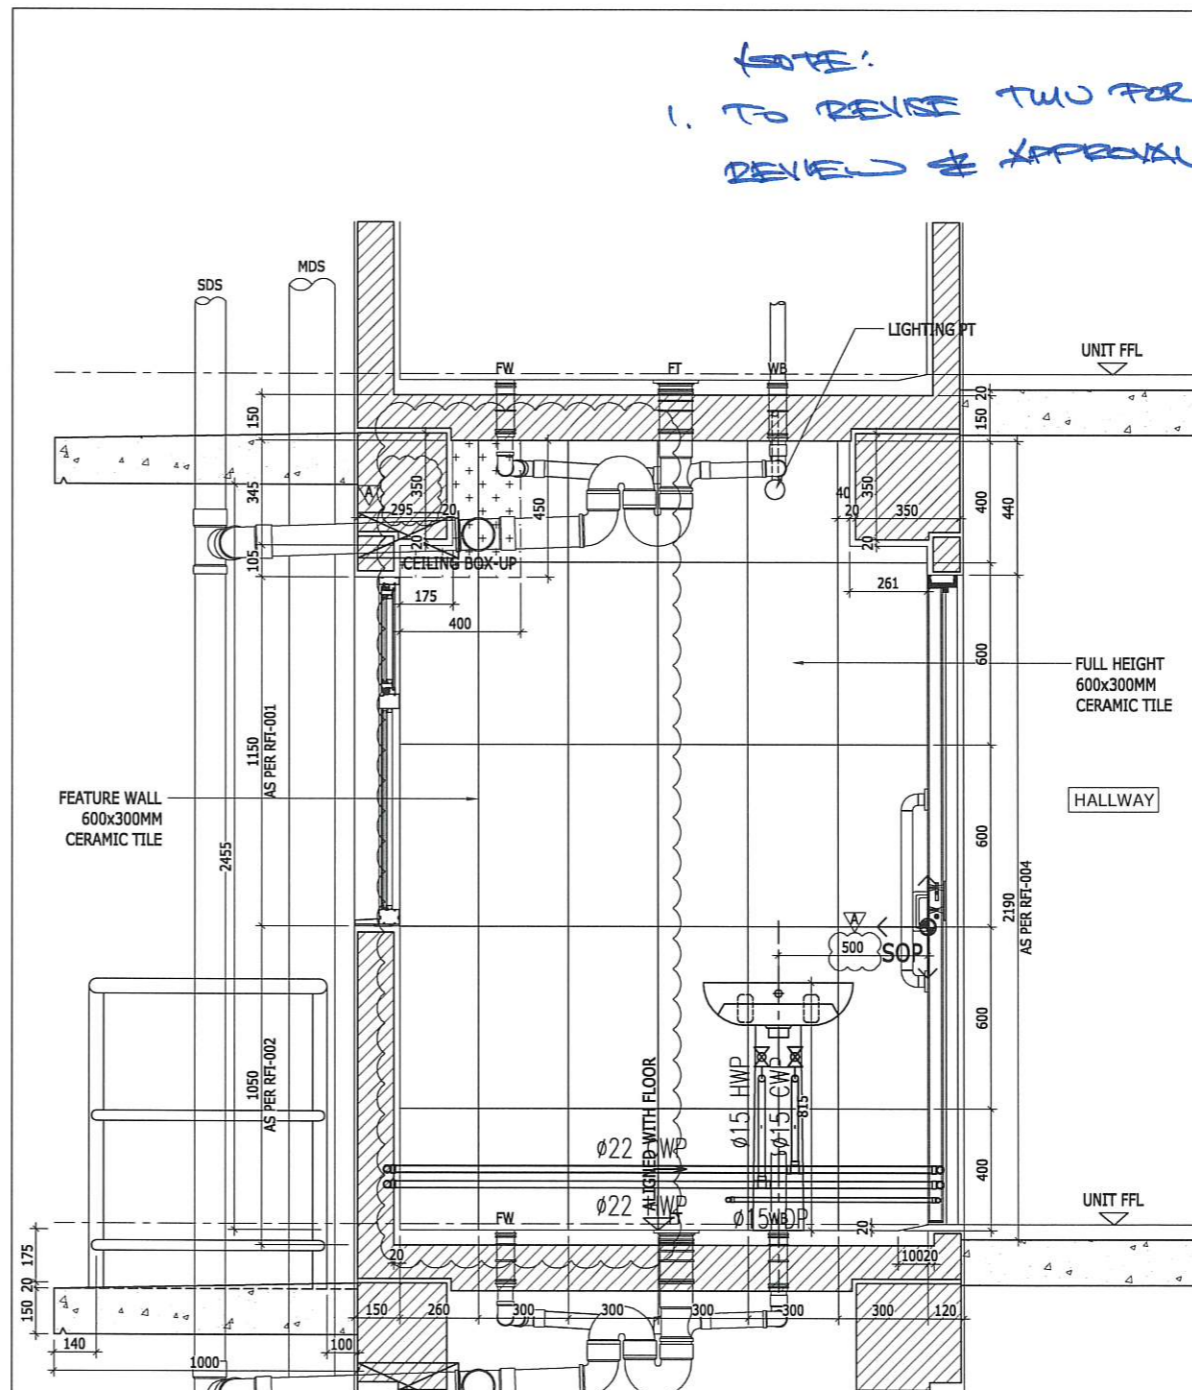 NOTE:
1. TO REVISE TWU FOR
REVIEW & APPROVAL
SDS
MDS
LIGHTING PT
UNIT FFL
FW
FT
WB
150
20
150
345
350
A
295
20
20
450
40
350
20
350
20
400
440
105
CEILING BOX-UP
175
400
261
600
FULL HEIGHT
600x300MM
CERAMIC TILE
1150
AS PER RFI-001
FEATURE WALL
600x300MM
CERAMIC TILE
HALLWAY
2455
600
2190
AS PER RFI-004
A
500
SOP
600
1050
AS PER RFI-002
ALIGNED WITH FLOOR
ø15 HWP
ø15 CWP
815
ø22 WP
400
ø22 WP
FW
FT
ø15 DP
WB
20
UNIT FFL
175
20
150
20
10020
150
260
300
300
300
300
300
120
140
100
1000